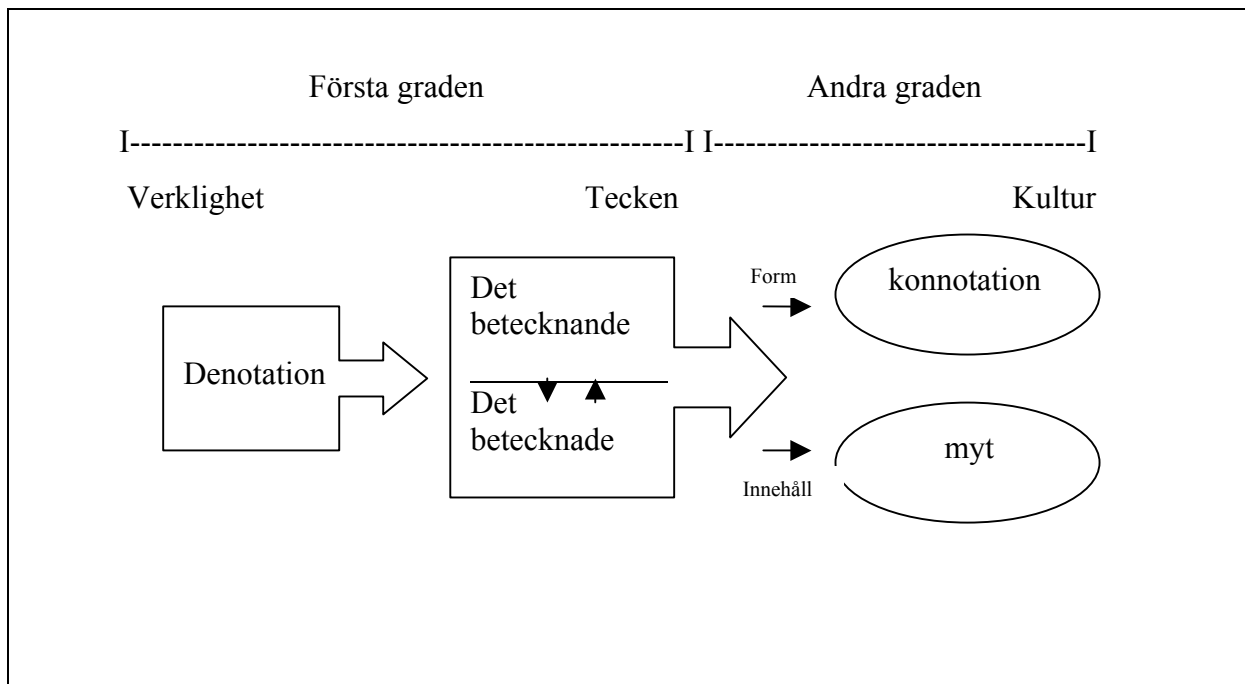 Första graden Andra graden
I----------------------------------------------------I I-----------------------------------I
Verklighet Tecken Kultur
Denotation
Det
betecknande
Det
betecknade
Form
konnotation
myt
Innehåll